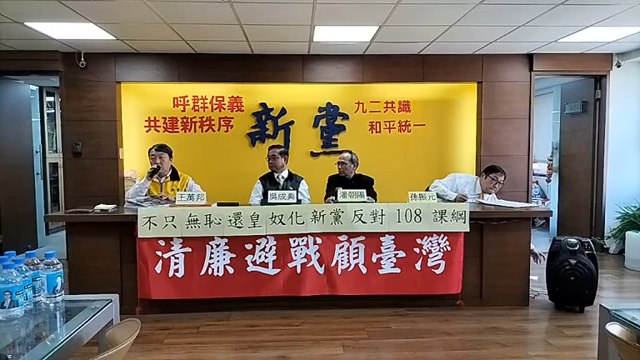 呼群保義
共建新秩序
新黨
九二共識
和平統一
王萬邦
吳成典
潘朝陽
孫振元
不只無恥還皇奴化新黨反對108課綱
清廉避戰顧臺灣